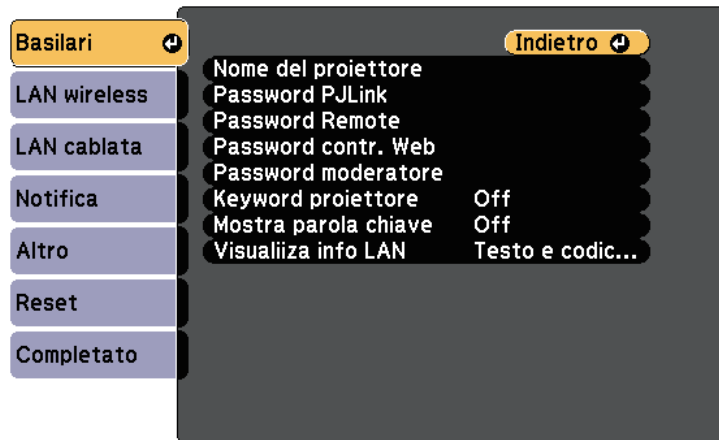 Basilari
LAN wireless
LAN cablata
Notifica
Altro
Reset
Completato
Indietro
Nome del proiettore
Password PJLink
Password Remote
Password contr. Web
Password moderatore
Keyword proiettore Off
Mostra parola chiave Off
Visualiiza info LAN Testo e codic...